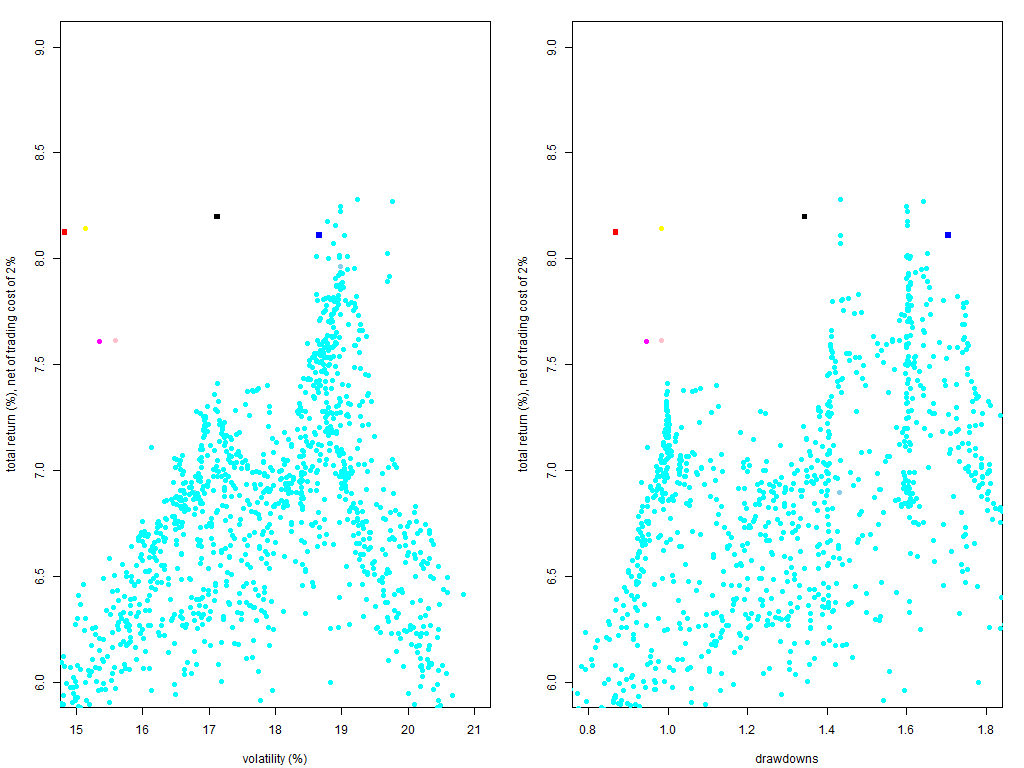 total return (%), net of trading cost of 2%
9.0
8.5
8.0
7.5
7.0
6.5
6.0
15 16 17 18 19 20 21
volatility (%)
total return (%), net of trading cost of 2%
9.0
8.5
8.0
7.5
7.0
6.5
6.0
0.8 1.0 1.2 1.4 1.6 1.8
drawdowns